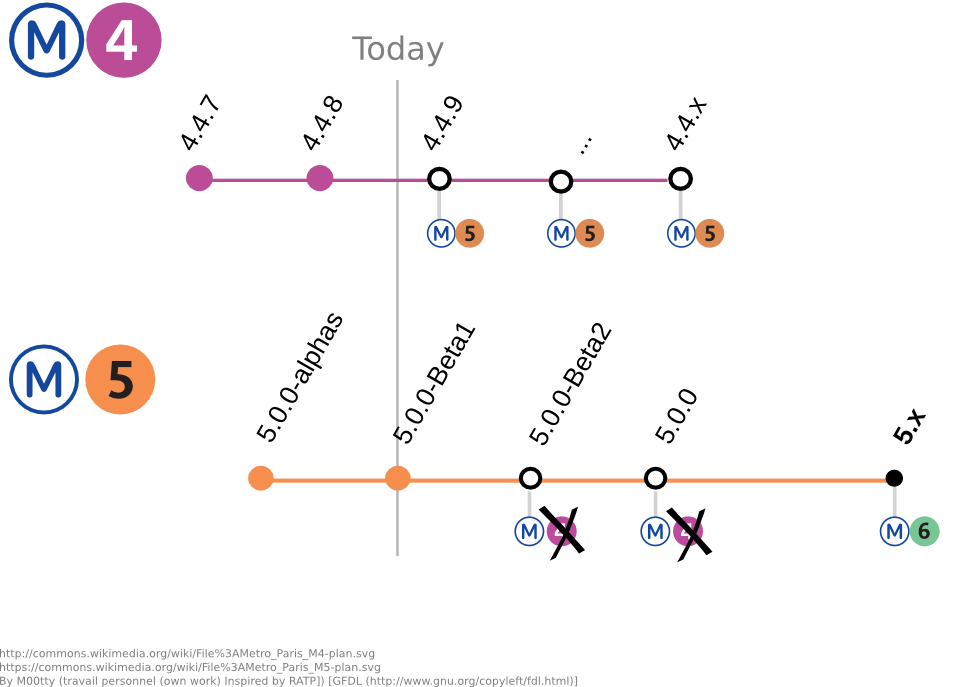 M 4
Today
4.4.7
4.4.8
4.4.9
...
4.4.x
M 5
M 5
M 5
M 5
5.0.0-alphas
5.0.0-Beta1
5.0.0-Beta2
5.0.0
5.x
M 4
M 4
M 6
http://commons.wikimedia.org/wiki/File%3AMetro_Paris_M4-plan.svg
https://commons.wikimedia.org/wiki/File%3AMetro_Paris_M5-plan.svg
By M00tty (travail personnel (own work) Inspired by RATP]) [GFDL (http://www.gnu.org/copyleft/fdl.html)]